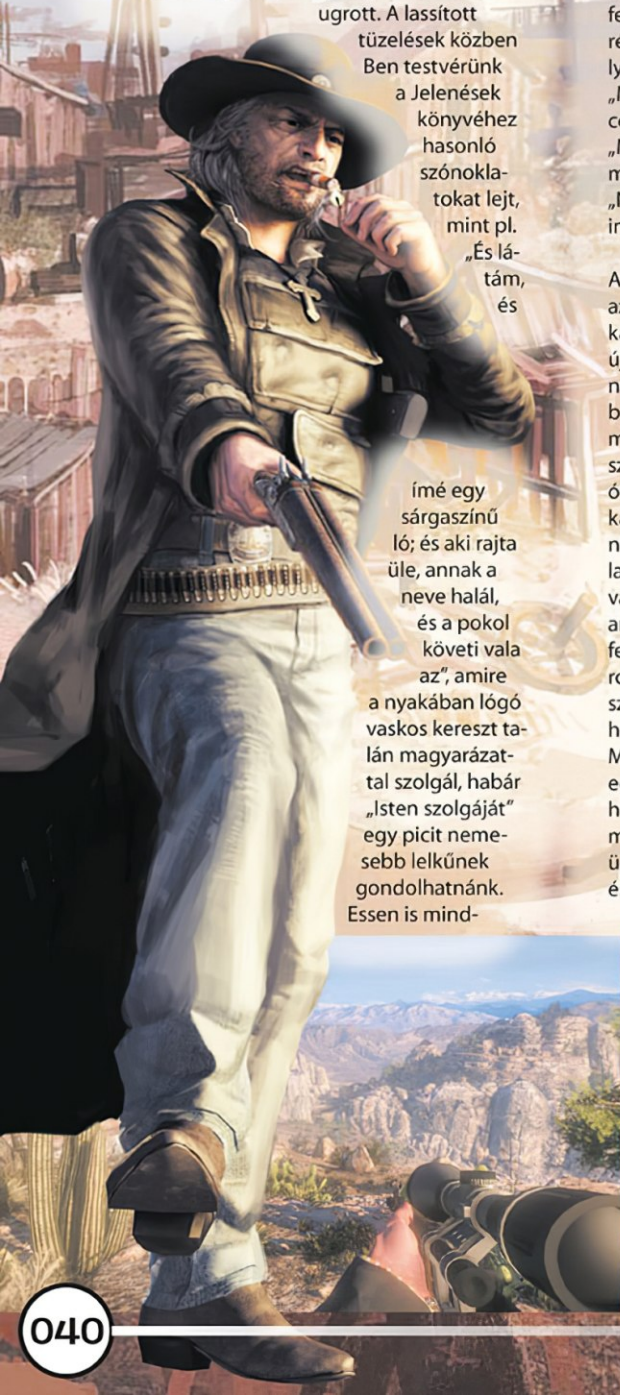 ugrott. A lassított
tüzelések közben
Ben testvérünk
a Jelenések
könyvéhez
hasonló
szónokla-
tokat lejt,
mint pl.
„És lá-
tám,
és
ímé egy
sárgaszínű
ló; és aki rajta
üle, annak a
neve halál,
és a pokol
követi vala
az”, amire
a nyakában lógó
vaskos kereszt ta-
lán magyarázat-
tal szolgál, habár
„Isten szolgáját”
egy picit neme-
sebb lelkűnek
gondolhatnánk.
Essen is mind-
040